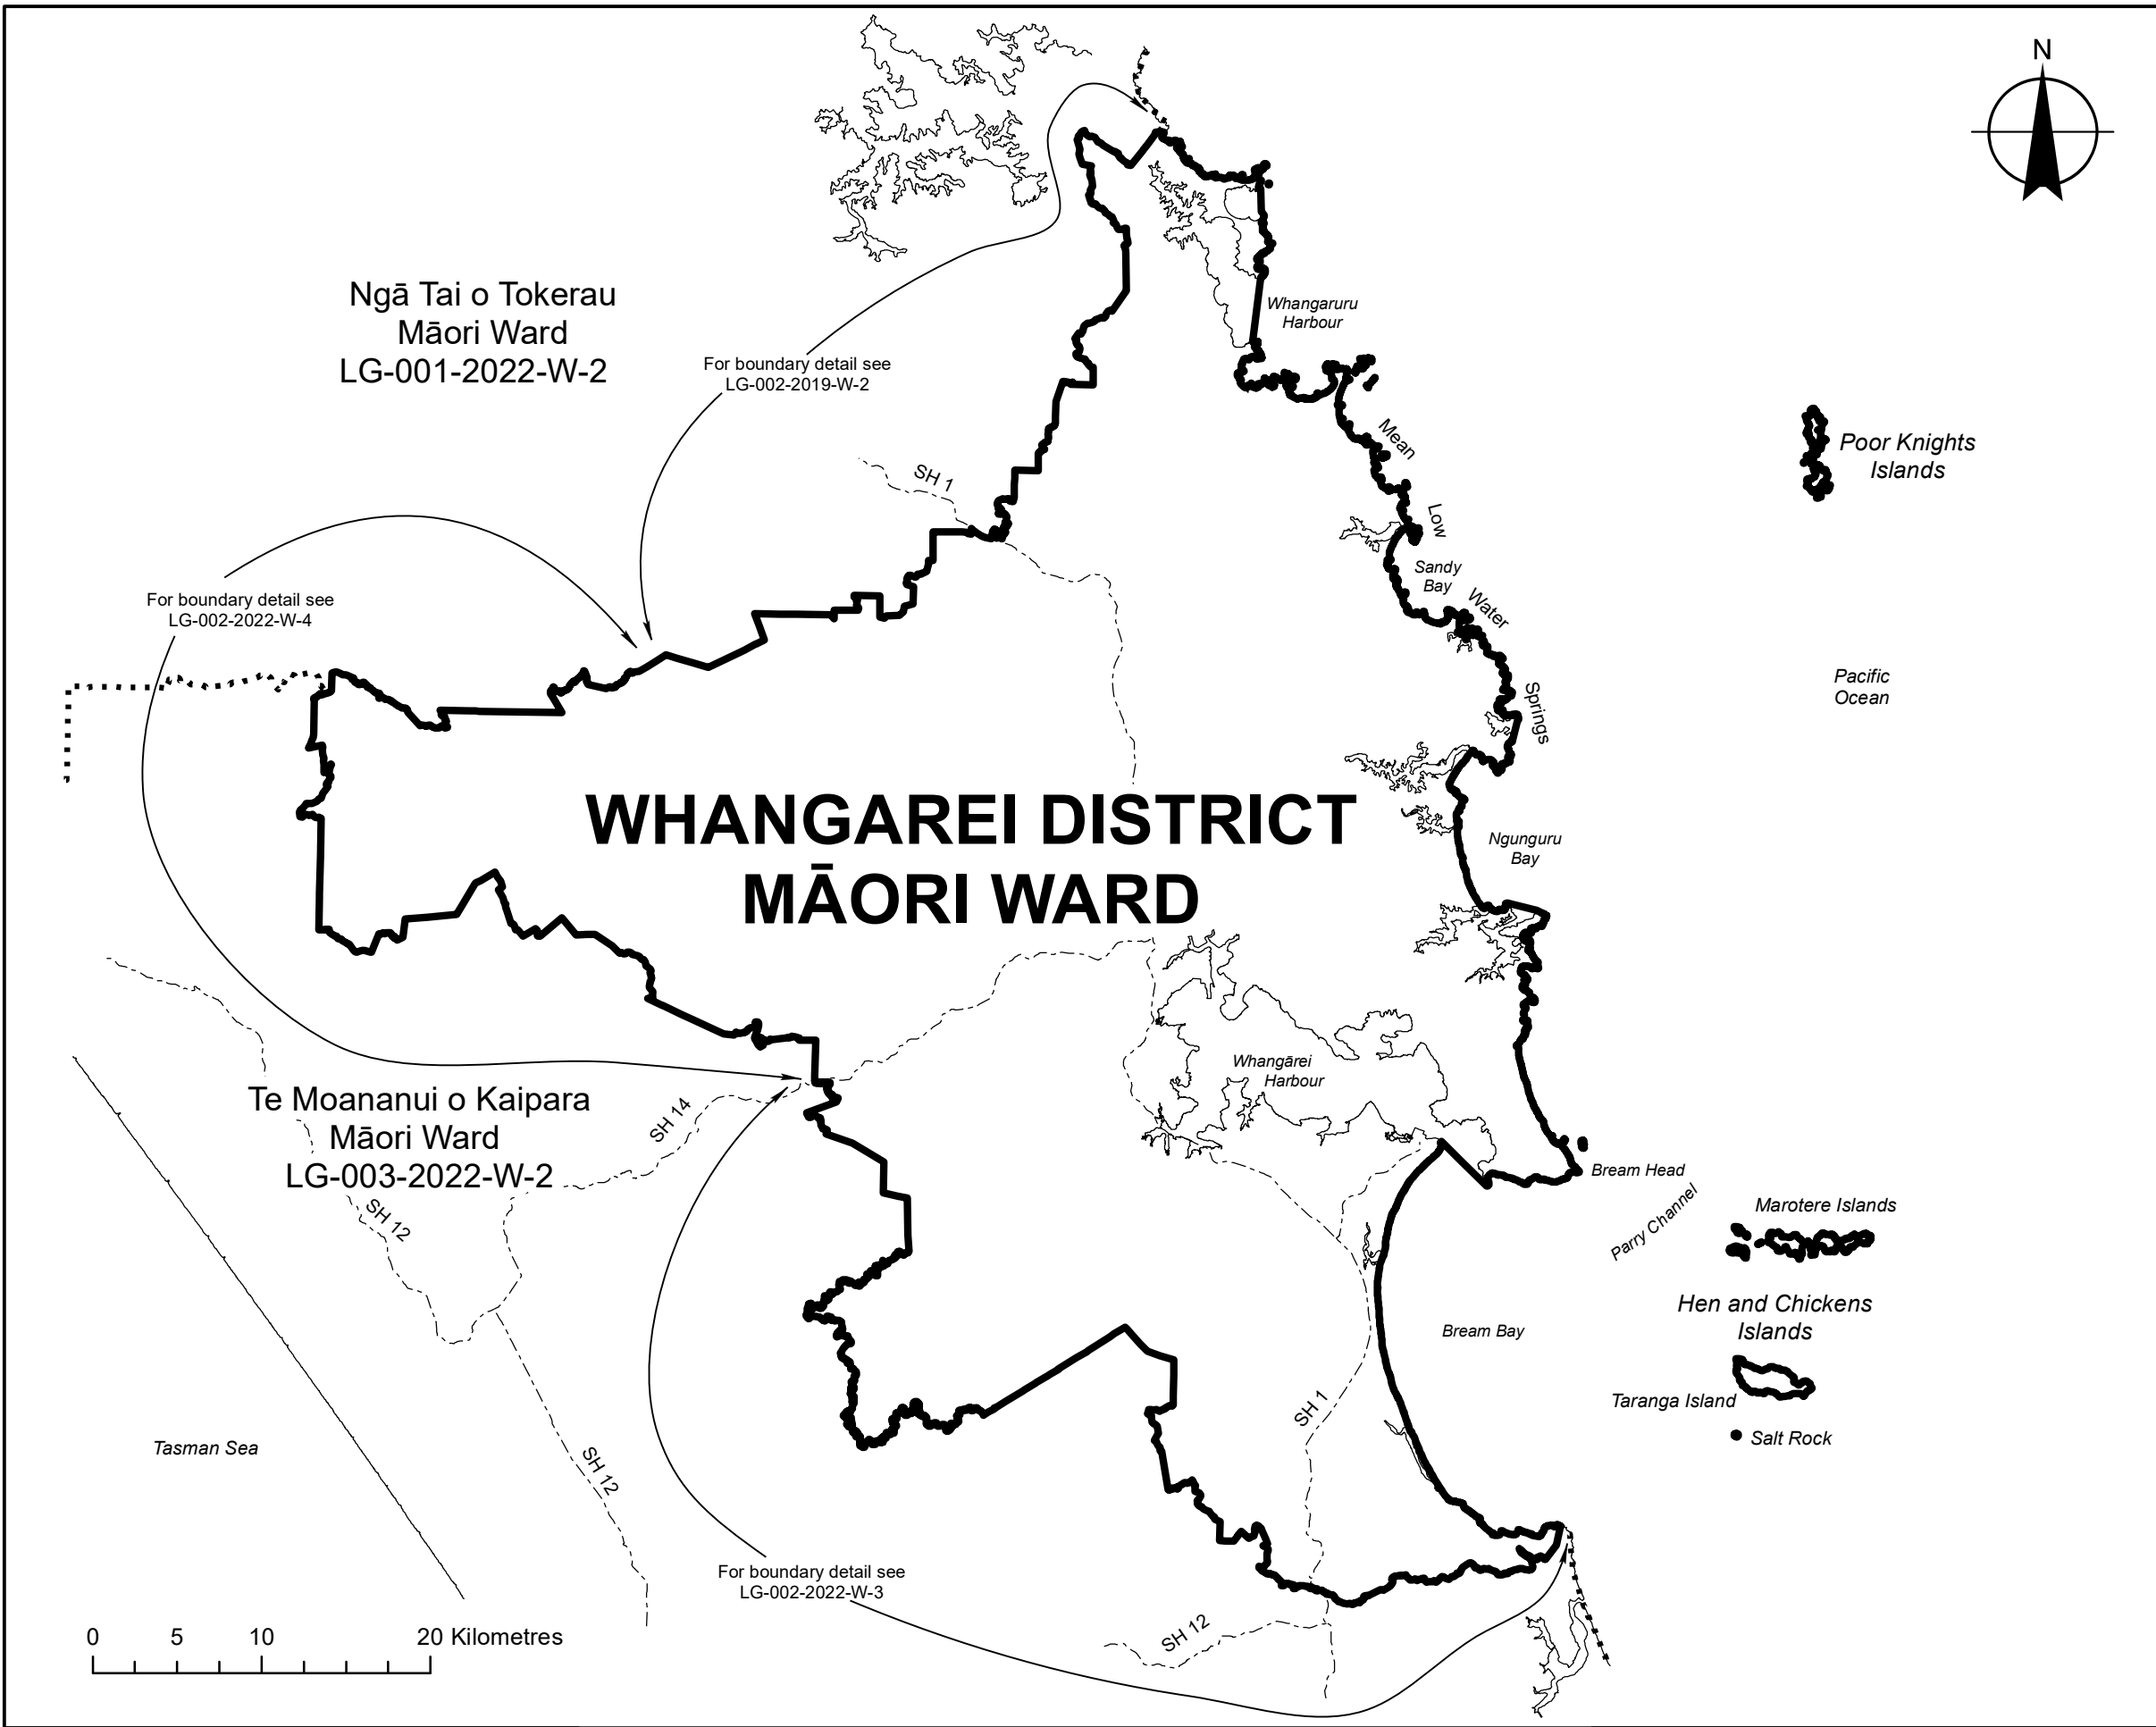 N
Ngā Tai o Tokerau
Māori Ward
LG-001-2022-W-2
For boundary detail see
LG-002-2019-W-2
Whangaruru
Harbour
Mean
Low
Water
Springs
Poor Knights
Islands
SH 1
Sandy
Bay
For boundary detail see
LG-002-2022-W-4
Pacific
Ocean
WHANGAREI DISTRICT
MĀORI WARD
Ngunguru
Bay
Whangārei
Harbour
Te Moananui o Kaipara
Māori Ward
LG-003-2022-W-2
SH 14
SH 12
Bream Head
Parry Channel
Marotere Islands
Hen and Chickens
Islands
Bream Bay
Taranga Island
Salt Rock
SH 1
Tasman Sea
SH 12
For boundary detail see
LG-002-2022-W-3
SH 12
0 5 10 20 Kilometres